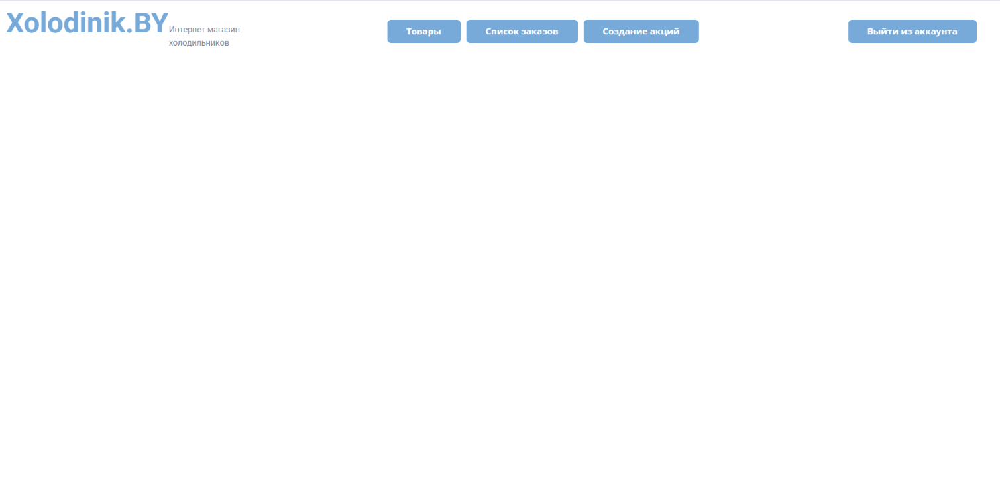 Xolodinik.BY
Интернет магазин
холодильников
Товары
Список заказов
Создание акций
Выйти из аккаунта